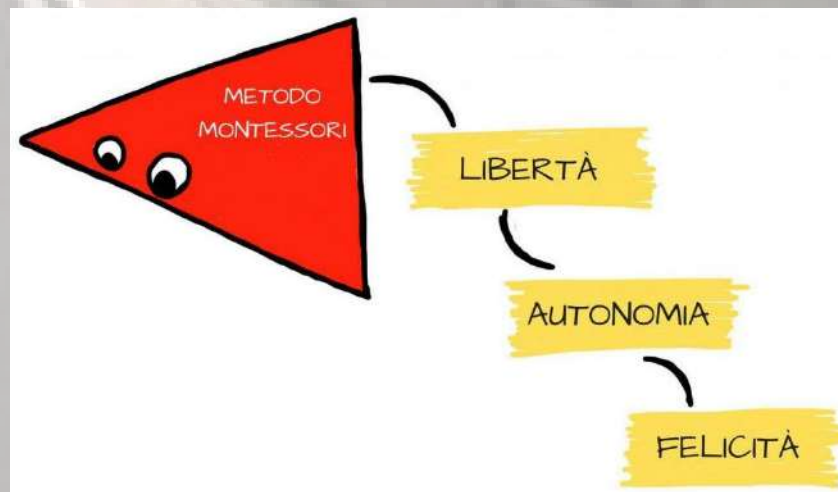 METODO
MONTESSORI
LIBERTÀ
AUTONOMIA
FELICITÀ